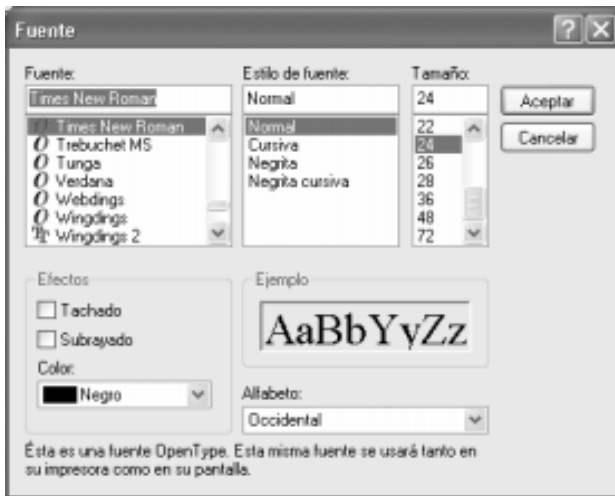 Fuente
Fuente:
Times New Roman
Times New Roman
Trebuchet MS
Tunga
Verdana
Webdings
Wingdings
Wingdings 2
Estilo de fuente:
Normal
Normal
Cursiva
Negrita
Negrita cursiva
Tamaño:
24
22
24
26
28
36
48
72
Aceptar
Cancelar
Efectos
Tachado
Subrayado
Color:
Negro
Ejemplo
AaBbYyZz
Alfabeto:
Occidental
Ésta es una fuente OpenType. Esta misma fuente se usará tanto en
su impresora como en su pantalla.